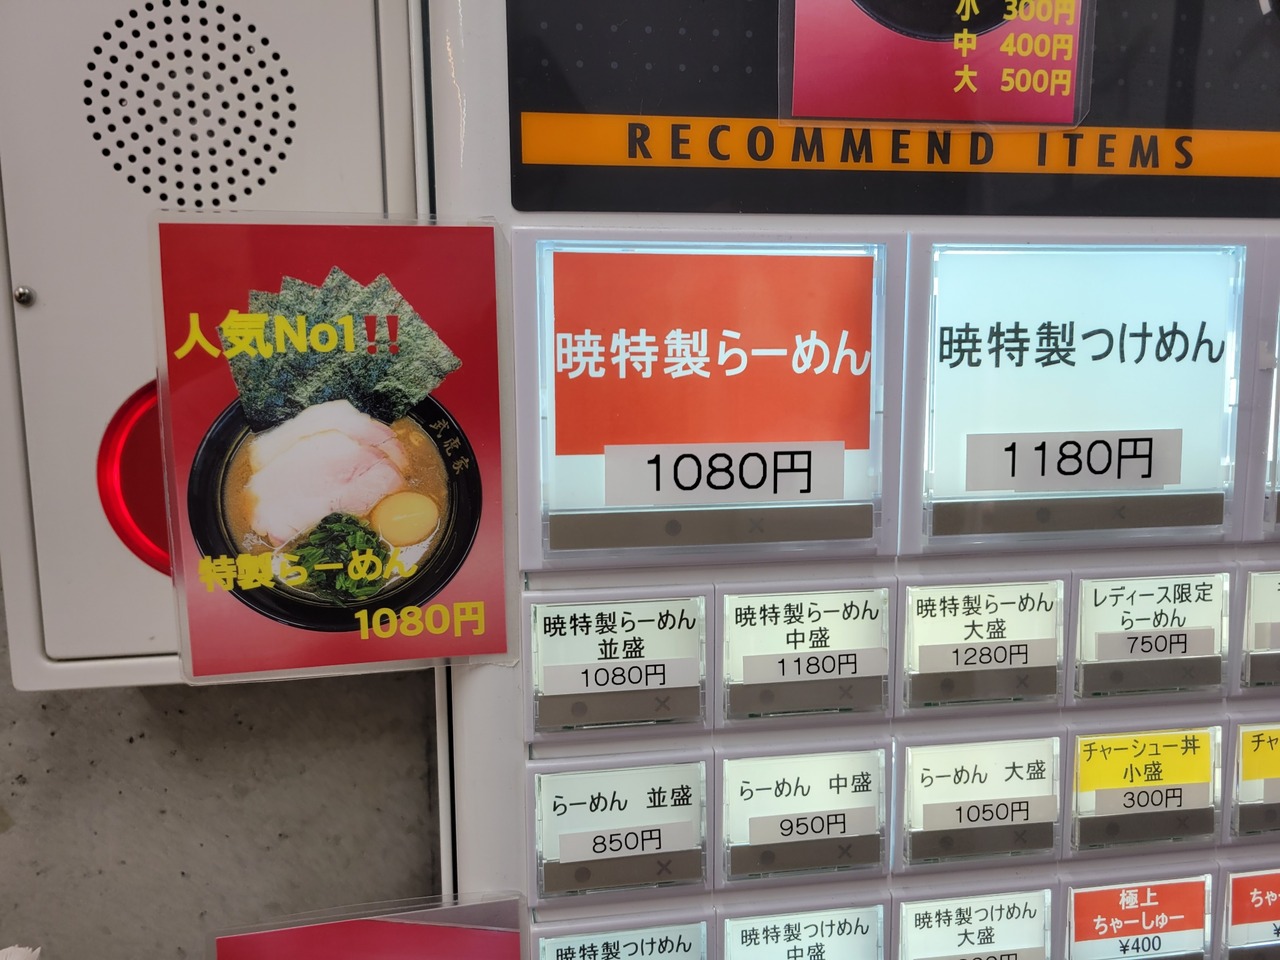 小 300円
中 400円
大 500円
RECOMMEND ITEMS
人気No1!!
武虎家
特製らーめん
1080円
暁特製らーめん
1080円
暁特製つけめん
1180円
暁特製らーめん
並盛
1080円
暁特製らーめん
中盛
1180円
暁特製らーめん
大盛
1280円
レディース限定
らーめん
750円
らーめん 並盛
850円
らーめん 中盛
950円
らーめん 大盛
1050円
チャーシュー丼
小盛
300円
チャ
暁特製つけめん
暁特製つけめん
中盛
暁特製つけめん
大盛
極上
ちゃーしゅー
¥400
ちゃ